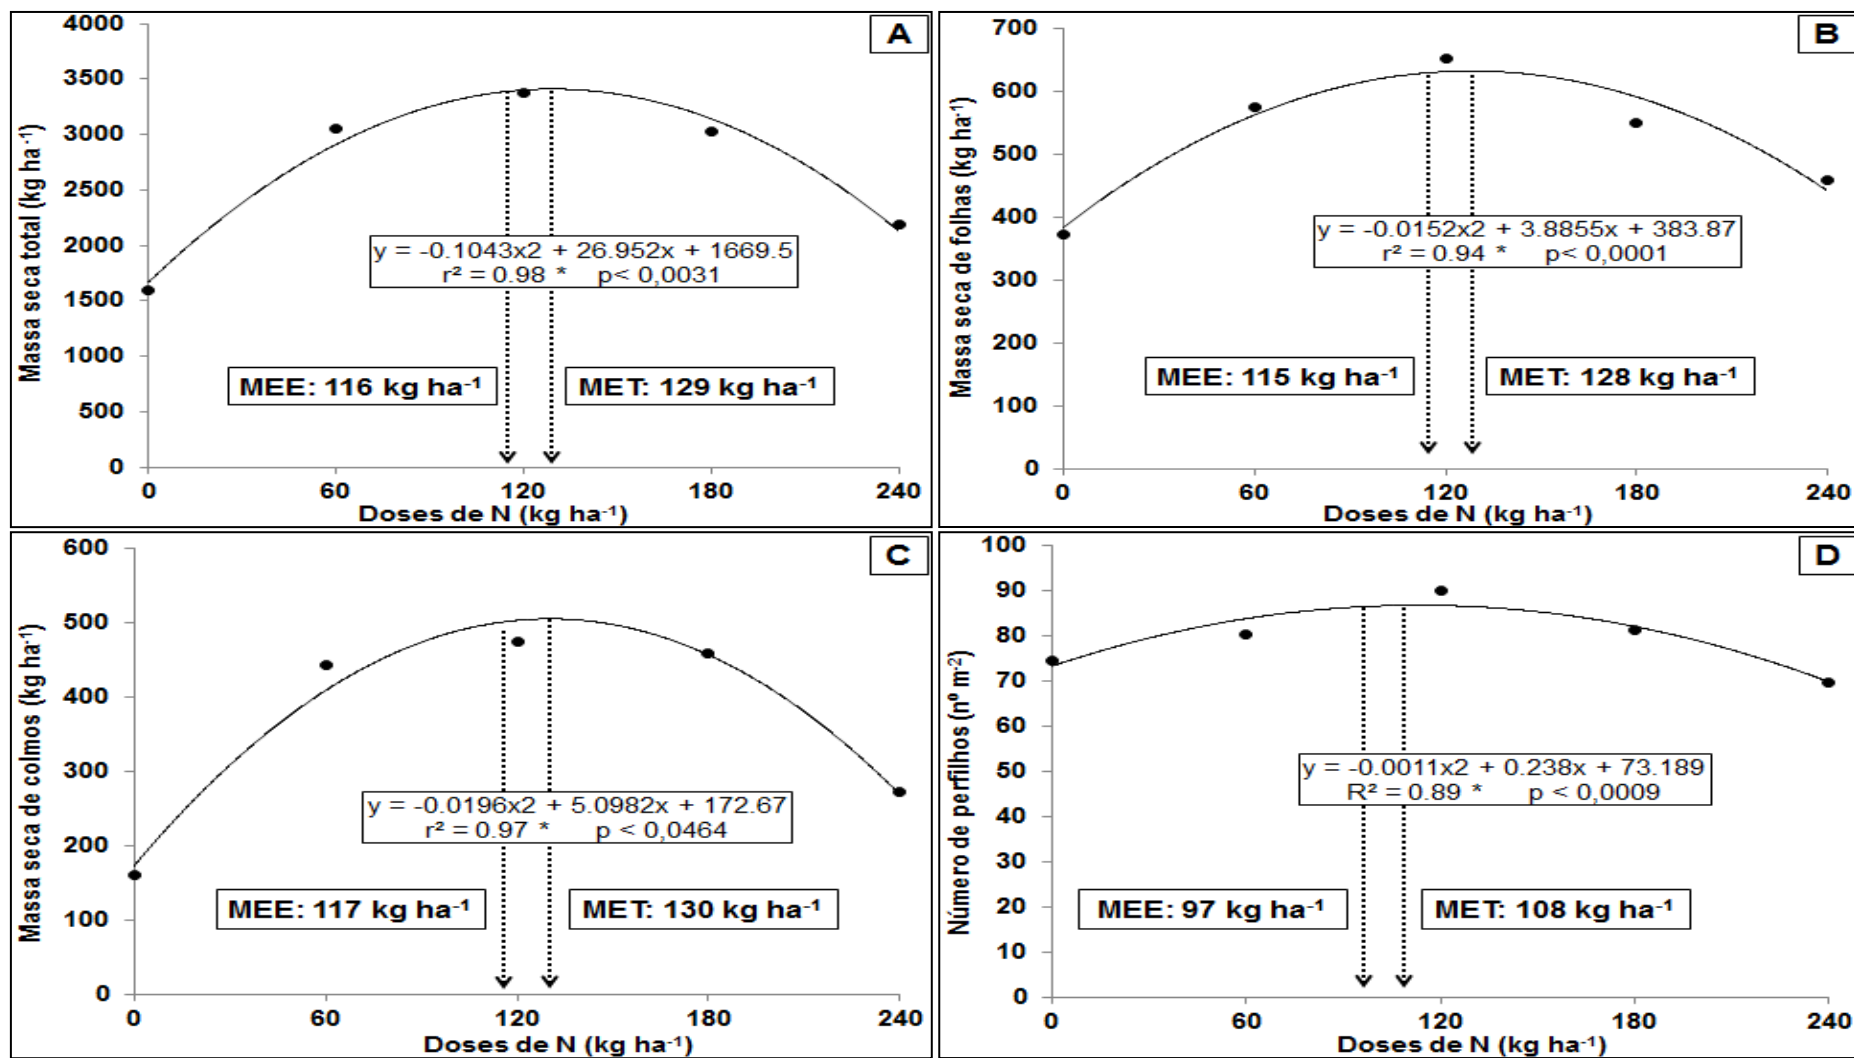 A
Massa seca total (kg ha-1)
4000
3500
3000
2500
2000
1500
1000
500
0
y = -0.1043x2 + 26.952x + 1669.5
r² = 0.98 * p< 0,0031
MEE: 116 kg ha-1
MET: 129 kg ha-1
0 60 120 180 240
Doses de N (kg ha-1)
B
Massa seca de folhas (kg ha-1)
700
600
500
400
300
200
100
0
y = -0.0152x2 + 3.8855x + 383.87
r² = 0.94 * p< 0,0001
MEE: 115 kg ha-1
MET: 128 kg ha-1
0 60 120 180 240
Doses de N (kg ha-1)
C
Massa seca de colmos (kg ha-1)
600
500
400
300
200
100
0
y = -0.0196x2 + 5.0982x + 172.67
r² = 0.97 * p < 0,0464
MEE: 117 kg ha-1
MET: 130 kg ha-1
0 60 120 180 240
Doses de N (kg ha-1)
D
Número de perfilhos (nº m-2)
100
90
80
70
60
50
40
30
20
10
0
y = -0.0011x2 + 0.238x + 73.189
R² = 0.89 * p < 0,0009
MEE: 97 kg ha-1
MET: 108 kg ha-1
0 60 120 180 240
Doses de N (kg ha-1)